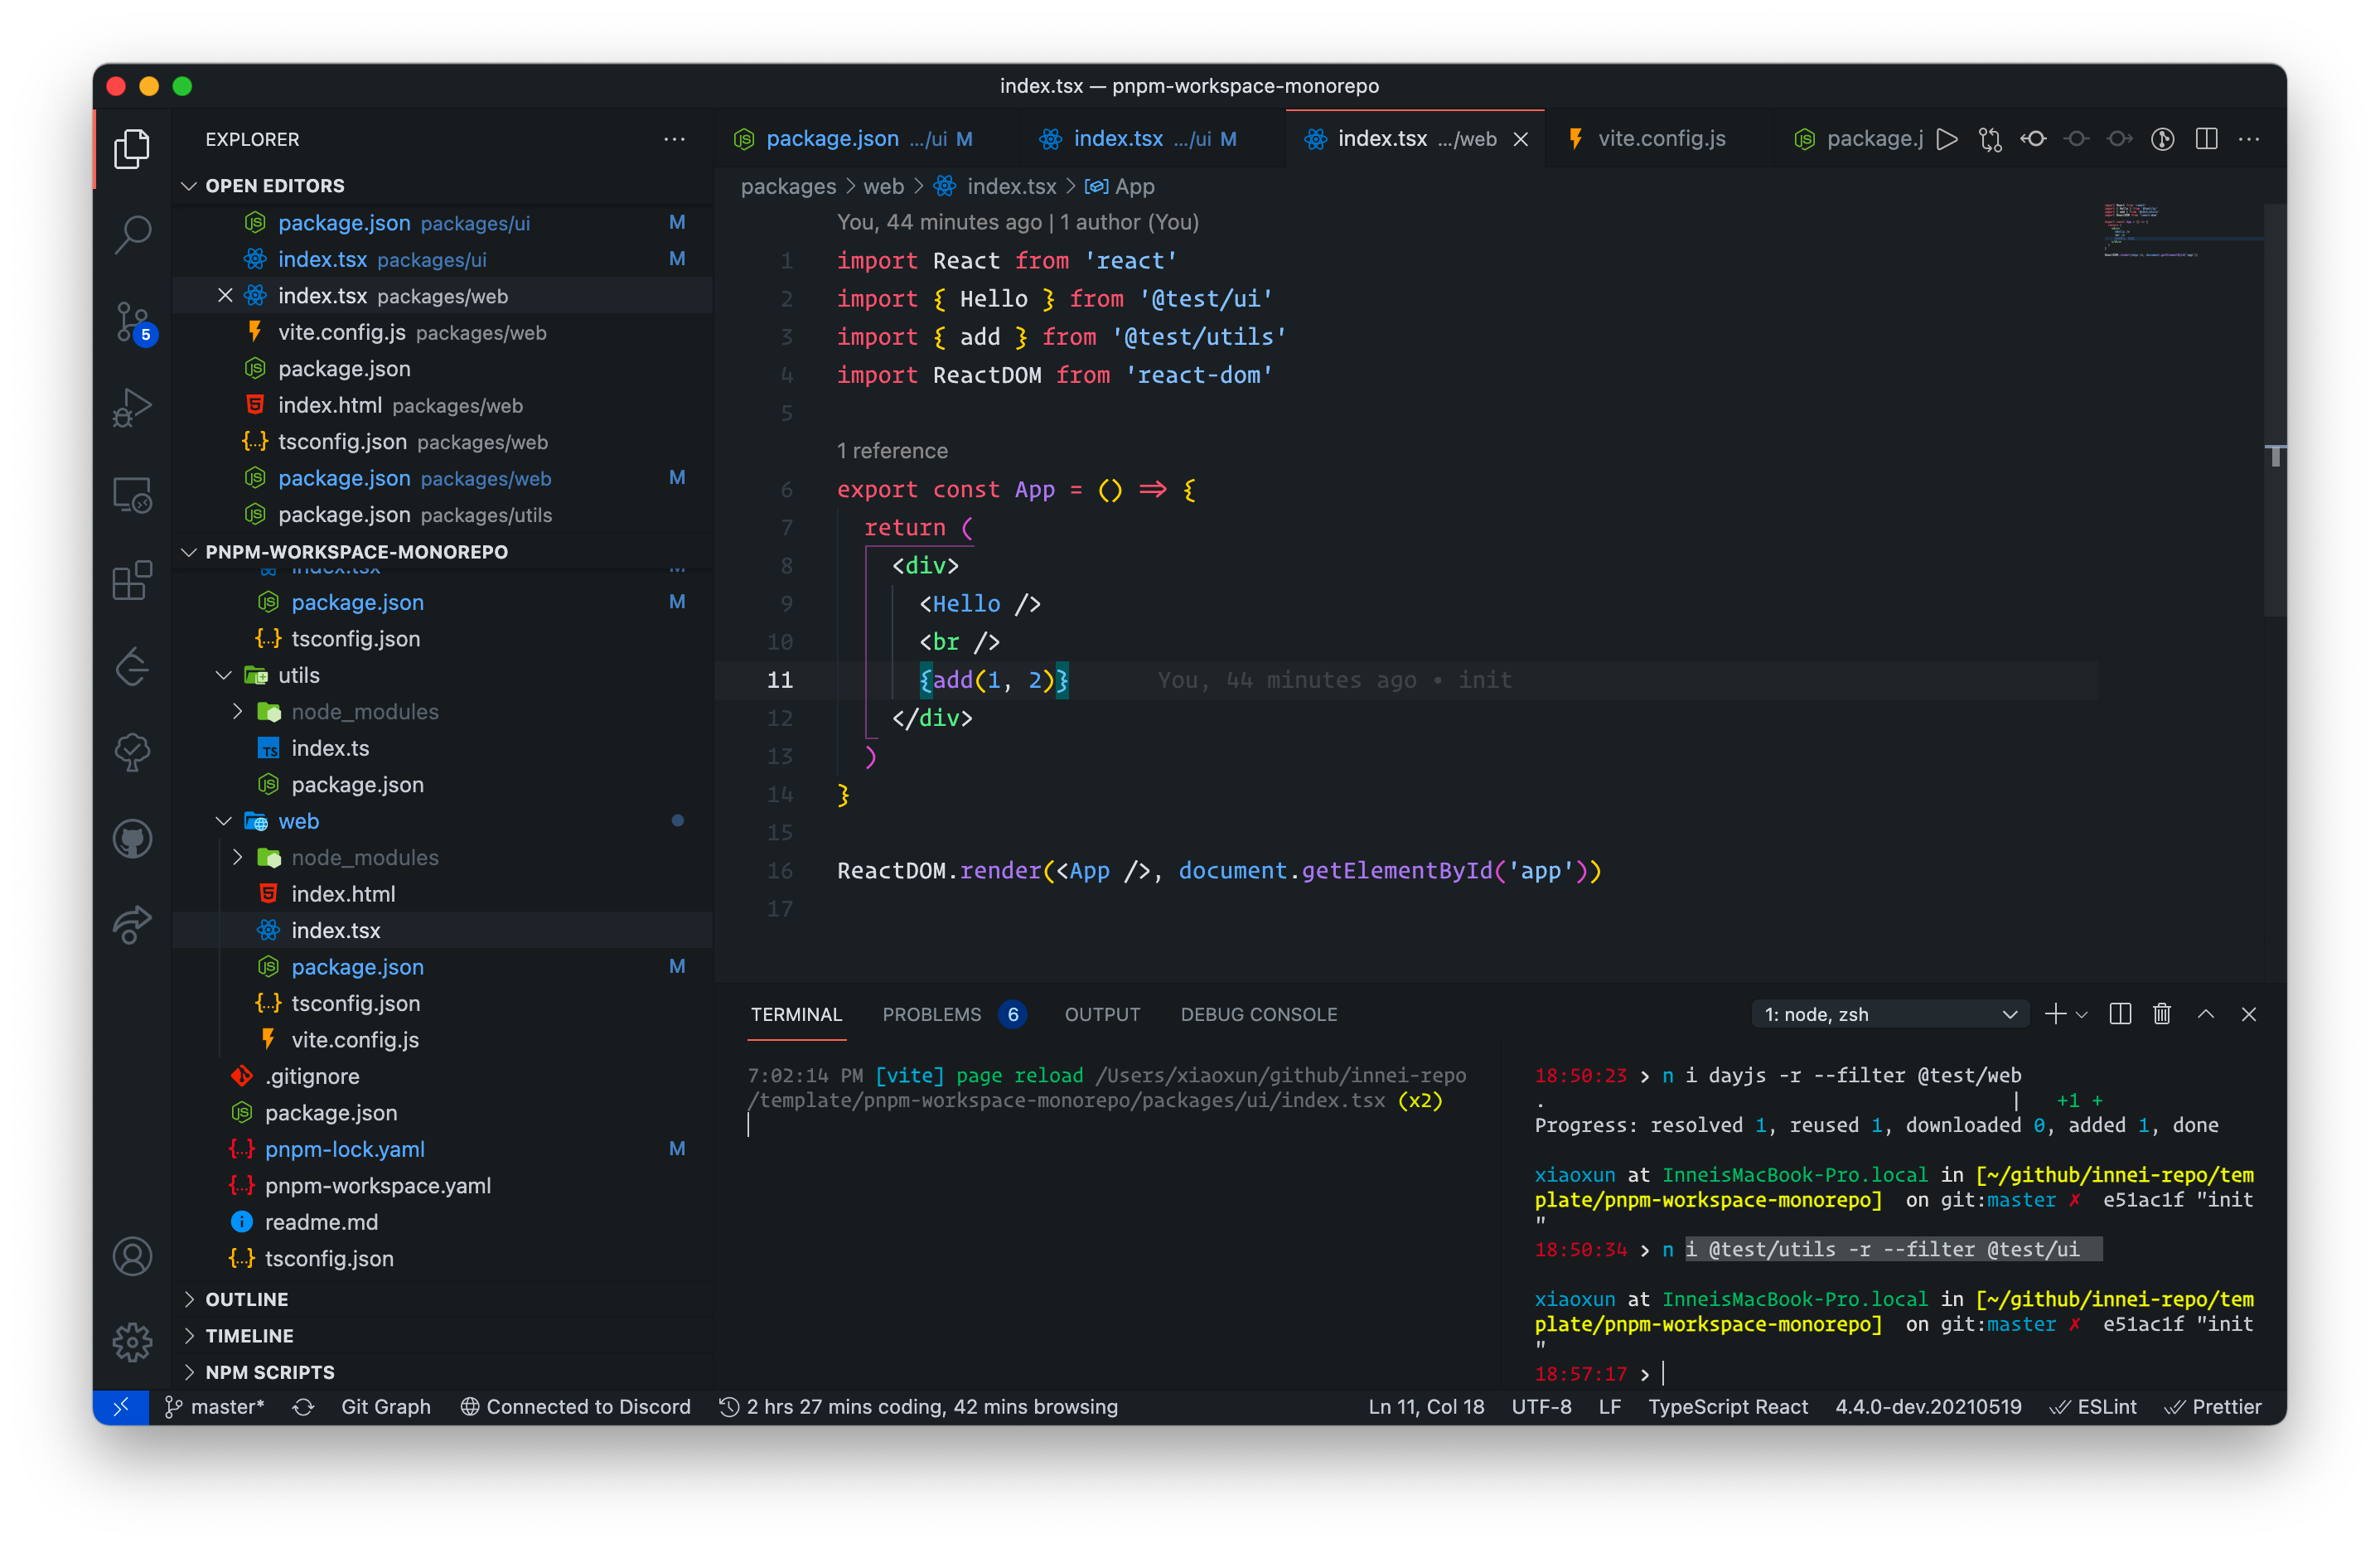 index.tsx — pnpm-workspace-monorepo
EXPLORER
OPEN EDITORS
package.json packages/ui M
index.tsx packages/ui M
index.tsx packages/web
vite.config.js packages/web
package.json
index.html packages/web
tsconfig.json packages/web
package.json packages/web M
package.json packages/utils
PNPM-WORKSPACE-MONOREPO
package.json M
tsconfig.json
utils
node_modules
index.ts
package.json
web
node_modules
index.html
index.tsx
package.json M
tsconfig.json
vite.config.js
.gitignore
package.json
pnpm-lock.yaml M
pnpm-workspace.yaml
readme.md
tsconfig.json
OUTLINE
TIMELINE
NPM SCRIPTS
5
package.json .../ui M
index.tsx .../ui M
index.tsx .../web
vite.config.js
package.j
packages > web > index.tsx > App
You, 44 minutes ago | 1 author (You)
1 import React from 'react'
2 import { Hello } from '@test/ui'
3 import { add } from '@test/utils'
4 import ReactDOM from 'react-dom'
5
1 reference
6 export const App = () => {
7 return (
8 <div>
9 <Hello />
10 <br />
11 {add(1, 2)} You, 44 minutes ago • init
12 </div>
13 )
14 }
15
16 ReactDOM.render(<App />, document.getElementById('app'))
17
TERMINAL PROBLEMS 6 OUTPUT DEBUG CONSOLE
1: node, zsh
7:02:14 PM [vite] page reload /Users/xiaoxun/github/innei-repo
/template/pnpm-workspace-monorepo/packages/ui/index.tsx (x2)
18:50:23 > n i dayjs -r --filter @test/web
. | +1 +
Progress: resolved 1, reused 1, downloaded 0, added 1, done
xiaoxun at InneisMacBook-Pro.local in [~/github/innei-repo/tem
plate/pnpm-workspace-monorepo] on git:master ✗ e51ac1f "init
"
18:50:34 > n i @test/utils -r --filter @test/ui
xiaoxun at InneisMacBook-Pro.local in [~/github/innei-repo/tem
plate/pnpm-workspace-monorepo] on git:master ✗ e51ac1f "init
"
18:57:17 >
master* Git Graph Connected to Discord 2 hrs 27 mins coding, 42 mins browsing
Ln 11, Col 18 UTF-8 LF TypeScript React 4.4.0-dev.20210519 ESLint Prettier